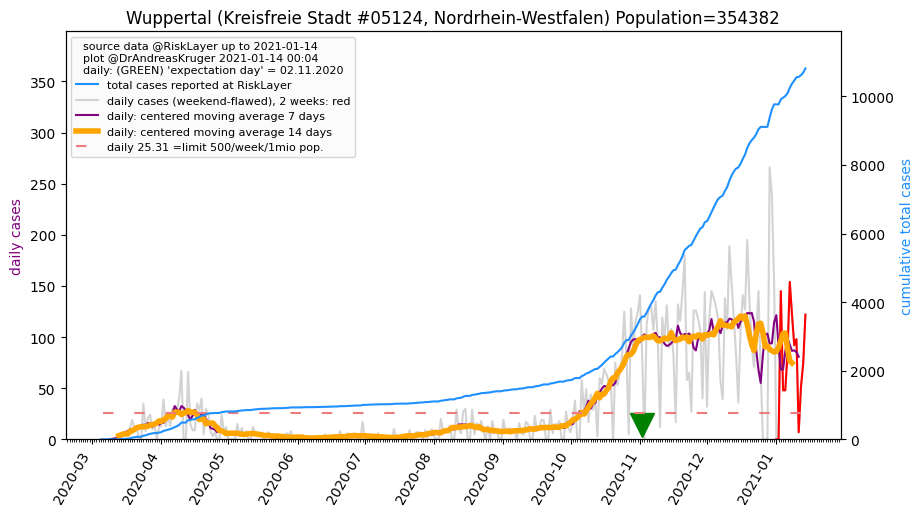 Wuppertal (Kreisfreie Stadt #05124, Nordrhein-Westfalen) Population=354382
source data @RiskLayer up to 2021-01-14
plot @DrAndreasKruger 2021-01-14 00:04
daily: (GREEN) 'expectation day' = 02.11.2020
total cases reported at RiskLayer
daily cases (weekend-flawed), 2 weeks: red
daily: centered moving average 7 days
daily: centered moving average 14 days
daily 25.31 =limit 500/week/1mio pop.
daily cases
350
300
250
200
150
100
50
0
cumulative total cases
10000
8000
6000
4000
2000
0
2020-03
2020-04
2020-05
2020-06
2020-07
2020-08
2020-09
2020-10
2020-11
2020-12
2021-01